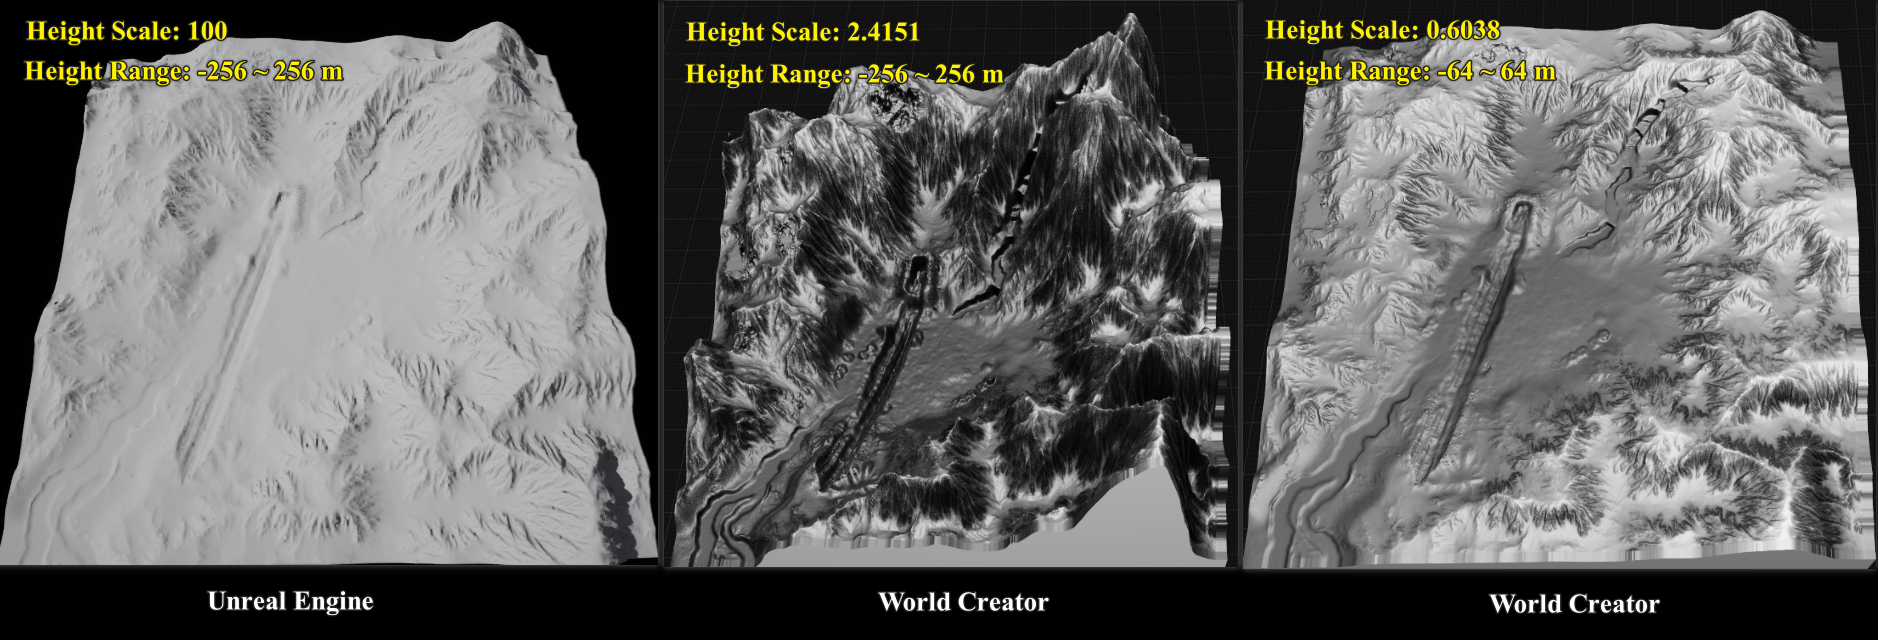 Height Scale: 100
Height Range: -256 ~ 256 m
Height Scale: 2.4151
Height Range: -256 ~ 256 m
Height Scale: 0.6038
Height Range: -64 ~ 64 m
Unreal Engine
World Creator
World Creator